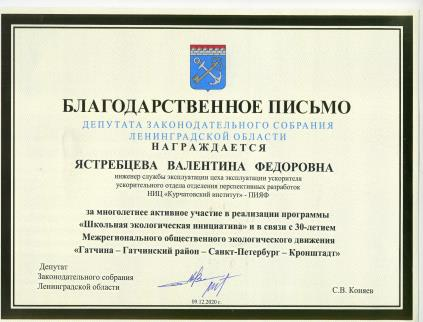 БЛАГОДАРСТВЕННОЕ ПИСЬМО
ДЕПУТАТА ЗАКОНОДАТЕЛЬНОГО СОБРАНИЯ
ЛЕНИНГРАДСКОЙ ОБЛАСТИ
НАГРАЖДАЕТСЯ
ЯСТРЕБЦЕВА ВАЛЕНТИНА ФЕДОРОВНА
инженер службы эксплуатации цеха эксплуатации ускорителя
ускорительного отдела отделения перспективных разработок
НИЦ «Курчатовский институт» - ПИЯФ
за многолетнее активное участие в реализации программы
«Школьная экологическая инициатива» и в связи с 30-летием
Межрегионального общественного экологического движения
«Гатчина – Гатчинский район – Санкт-Петербург – Кронштадт»
Депутат
Законодательного собрания
Ленинградской области
С.В. Коняев
09.12.2020 г.